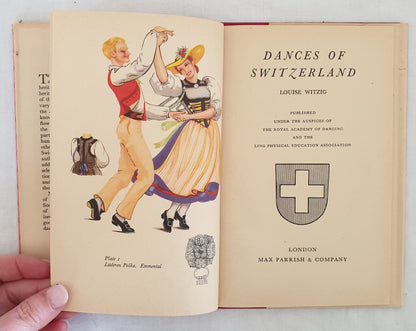 Plate 1
Lüderen Polka. Emmental
DANCES OF
SWITZERLAND
LOUISE WITZIG
PUBLISHED
UNDER THE AUSPICES OF
THE ROYAL ACADEMY OF DANCING
AND THE
LING PHYSICAL EDUCATION ASSOCIATION
LONDON
MAX PARRISH & COMPANY